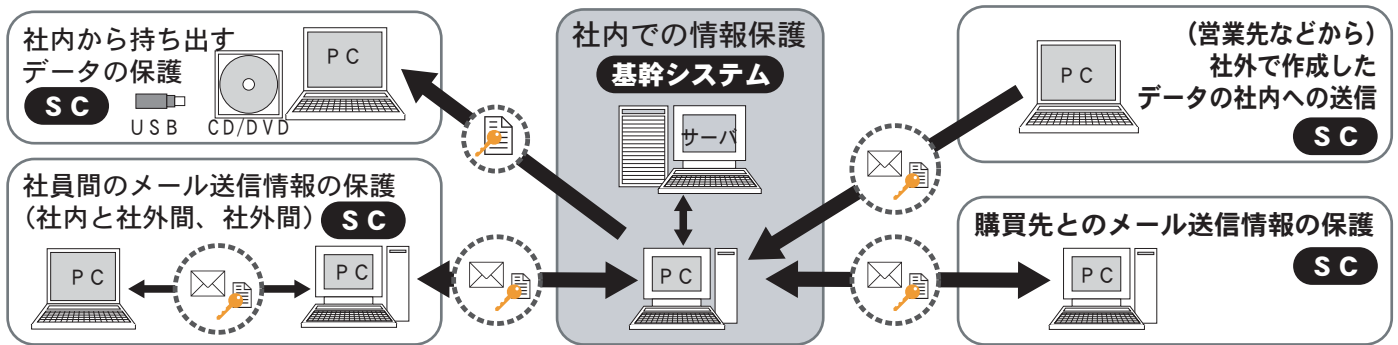 社内から持ち出す
データの保護
SC
USB
CD/DVD
PC
社員間のメール送信情報の保護
(社内と社外間、社外間)
SC
PC
PC
社内での情報保護
基幹システム
サーバ
PC
(営業先などから)
社外で作成した
データの社内への送信
SC
PC
購買先とのメール送信情報の保護
SC
PC